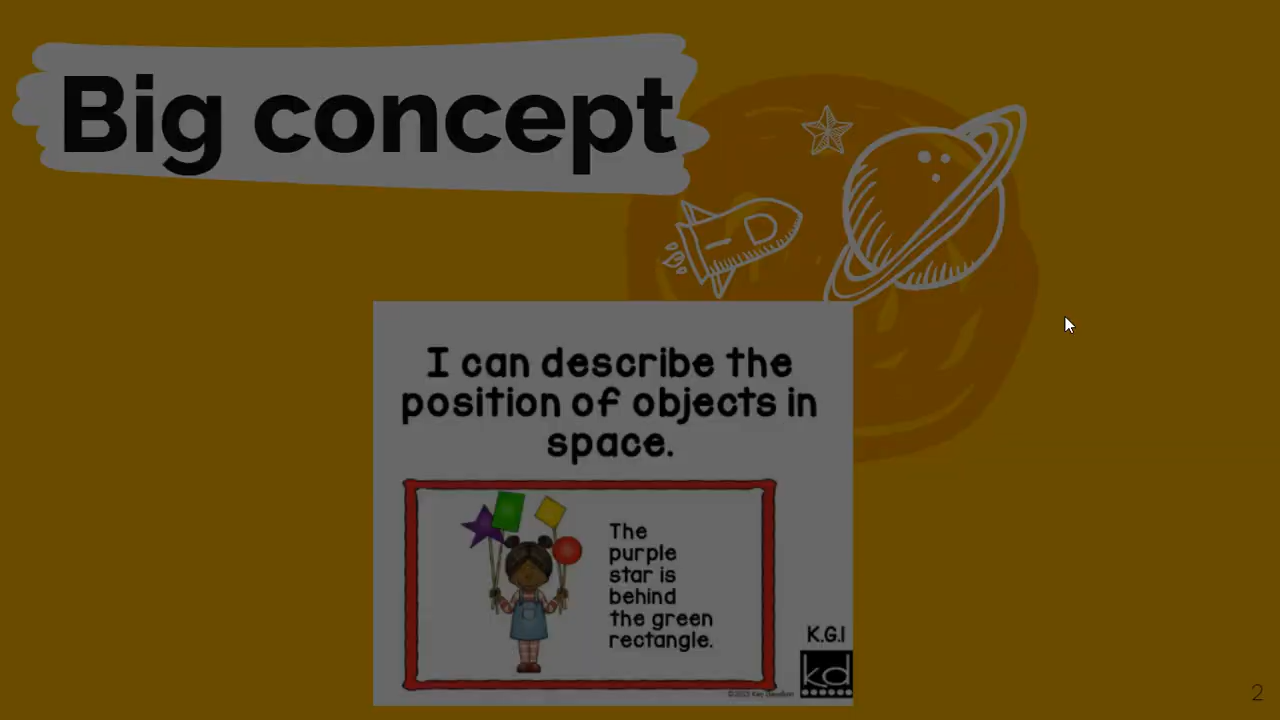 Big concept
I can describe the
position of objects in
space.
The
purple
star is
behind
the green
rectangle.
K.G.1
kd
2